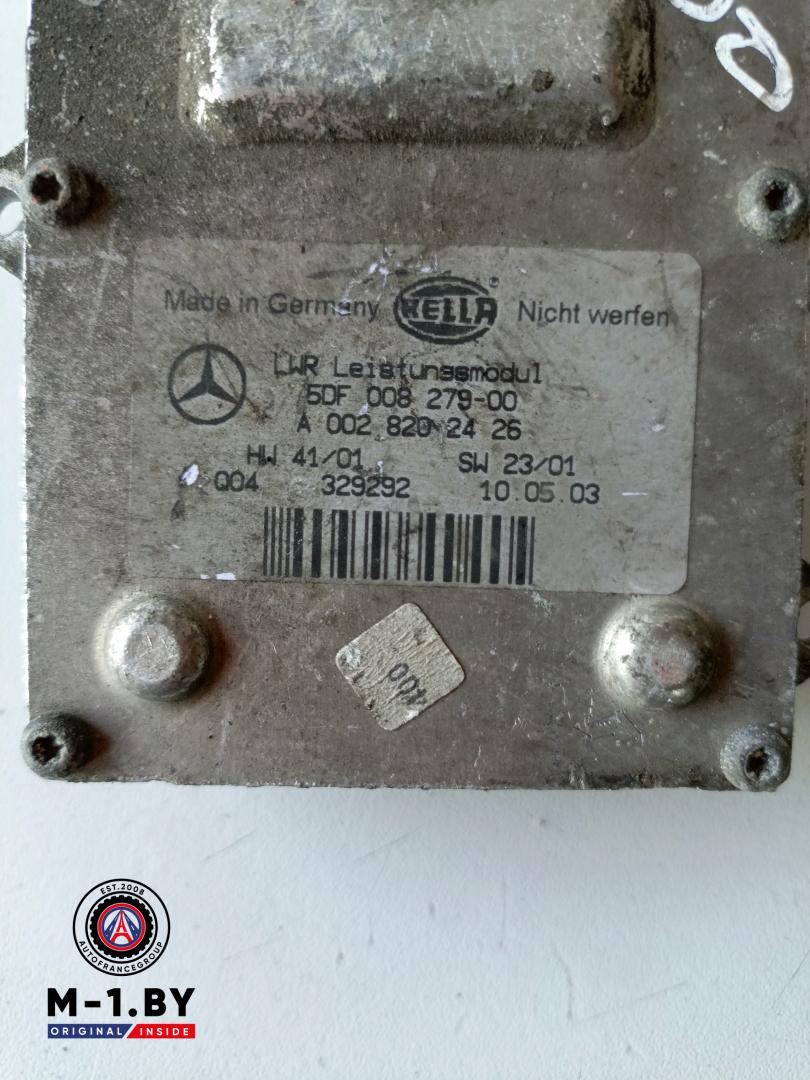 Made in Germany HELLA ® Nicht werfen
LWR Leistungsmodul
5DF 008 279-00
A 002 820 24 26
HW 41/01 SW 23/01
Q04 329292 10.05.03
400
EST.2008
AUTOFRANCEGROUP
M-1.BY
ORIGINAL INSIDE